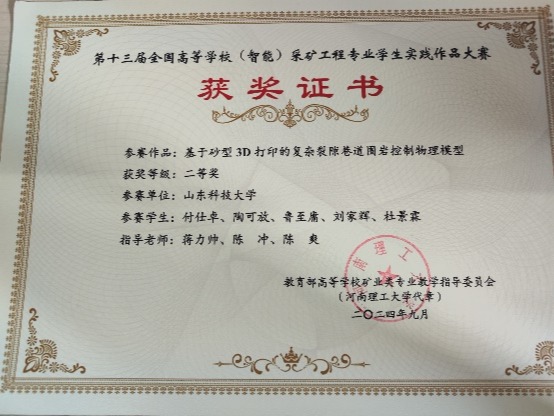 第十三届全国高等学校（智能）采矿工程专业学生实践作品大赛
获奖证书
参赛作品：基于砂型3D打印的复杂裂隙巷道围岩控制物理模型
获奖等级：二等奖
参赛单位：山东科技大学
参赛学生：付仕卓、陶可放、鲁至庸、刘家辉、杜景霖
指导老师：蒋力帅、陈 冲、陈 爽
教育部高等学校矿业类专业教学指导委员会
（河南理工大学代章）
二〇二四年九月